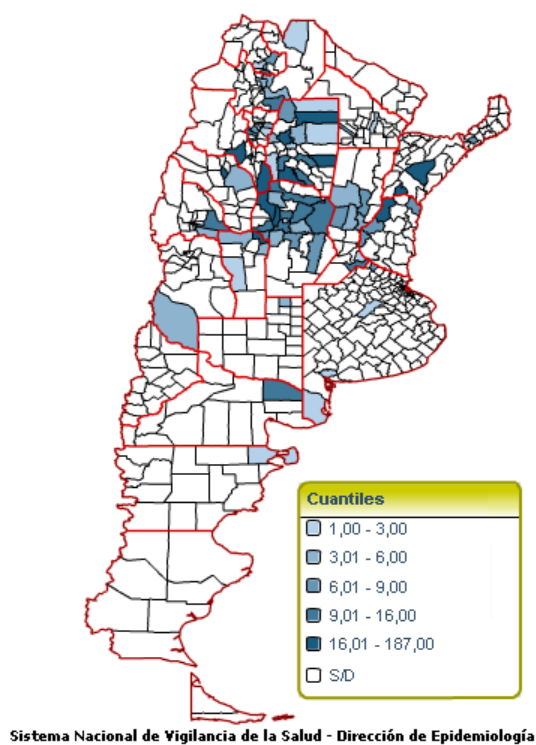 Cuantiles
1,00 - 3,00
3,01 - 6,00
6,01 - 9,00
9,01 - 16,00
16,01 - 187,00
S/D
Sistema Nacional de Vigilancia de la Salud - Dirección de Epidemiología